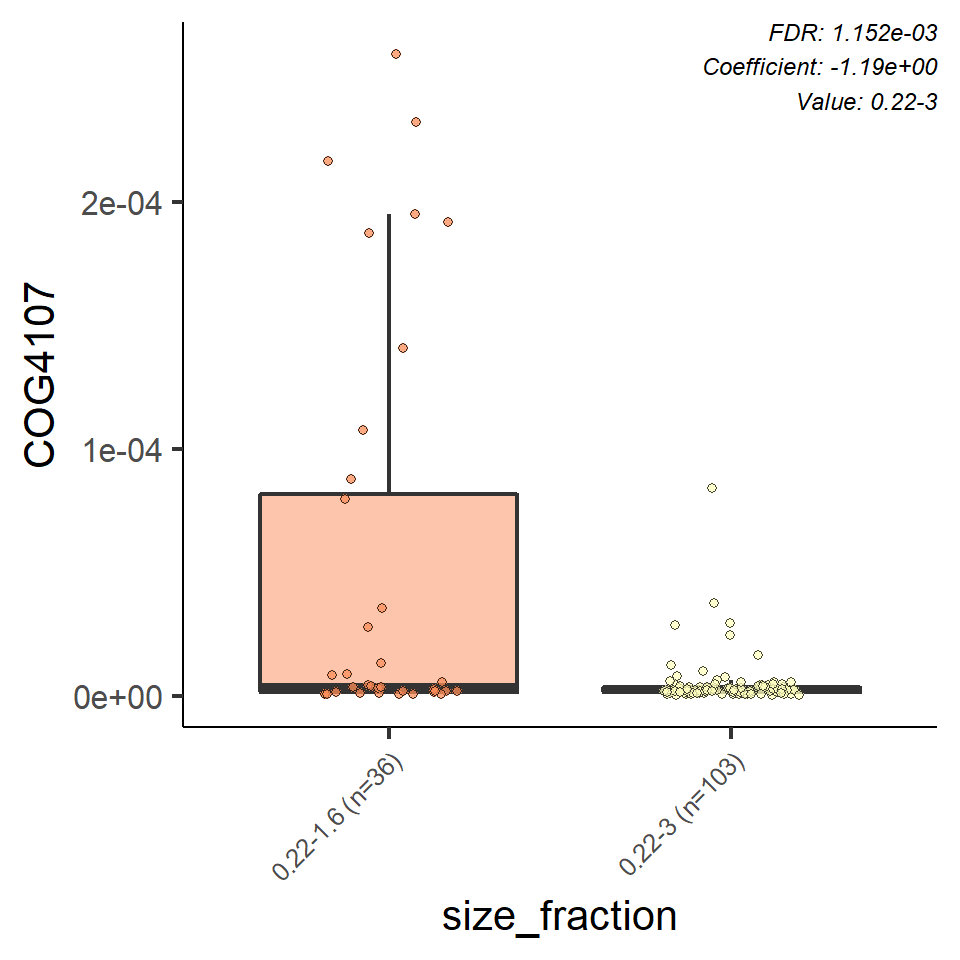 FDR: 1.152e-03
Coefficient: -1.19e+00
Value: 0.22-3
COG4107
2e-04
1e-04
0e+00
0.22-1.6 (n=36)
0.22-3 (n=103)
size_fraction